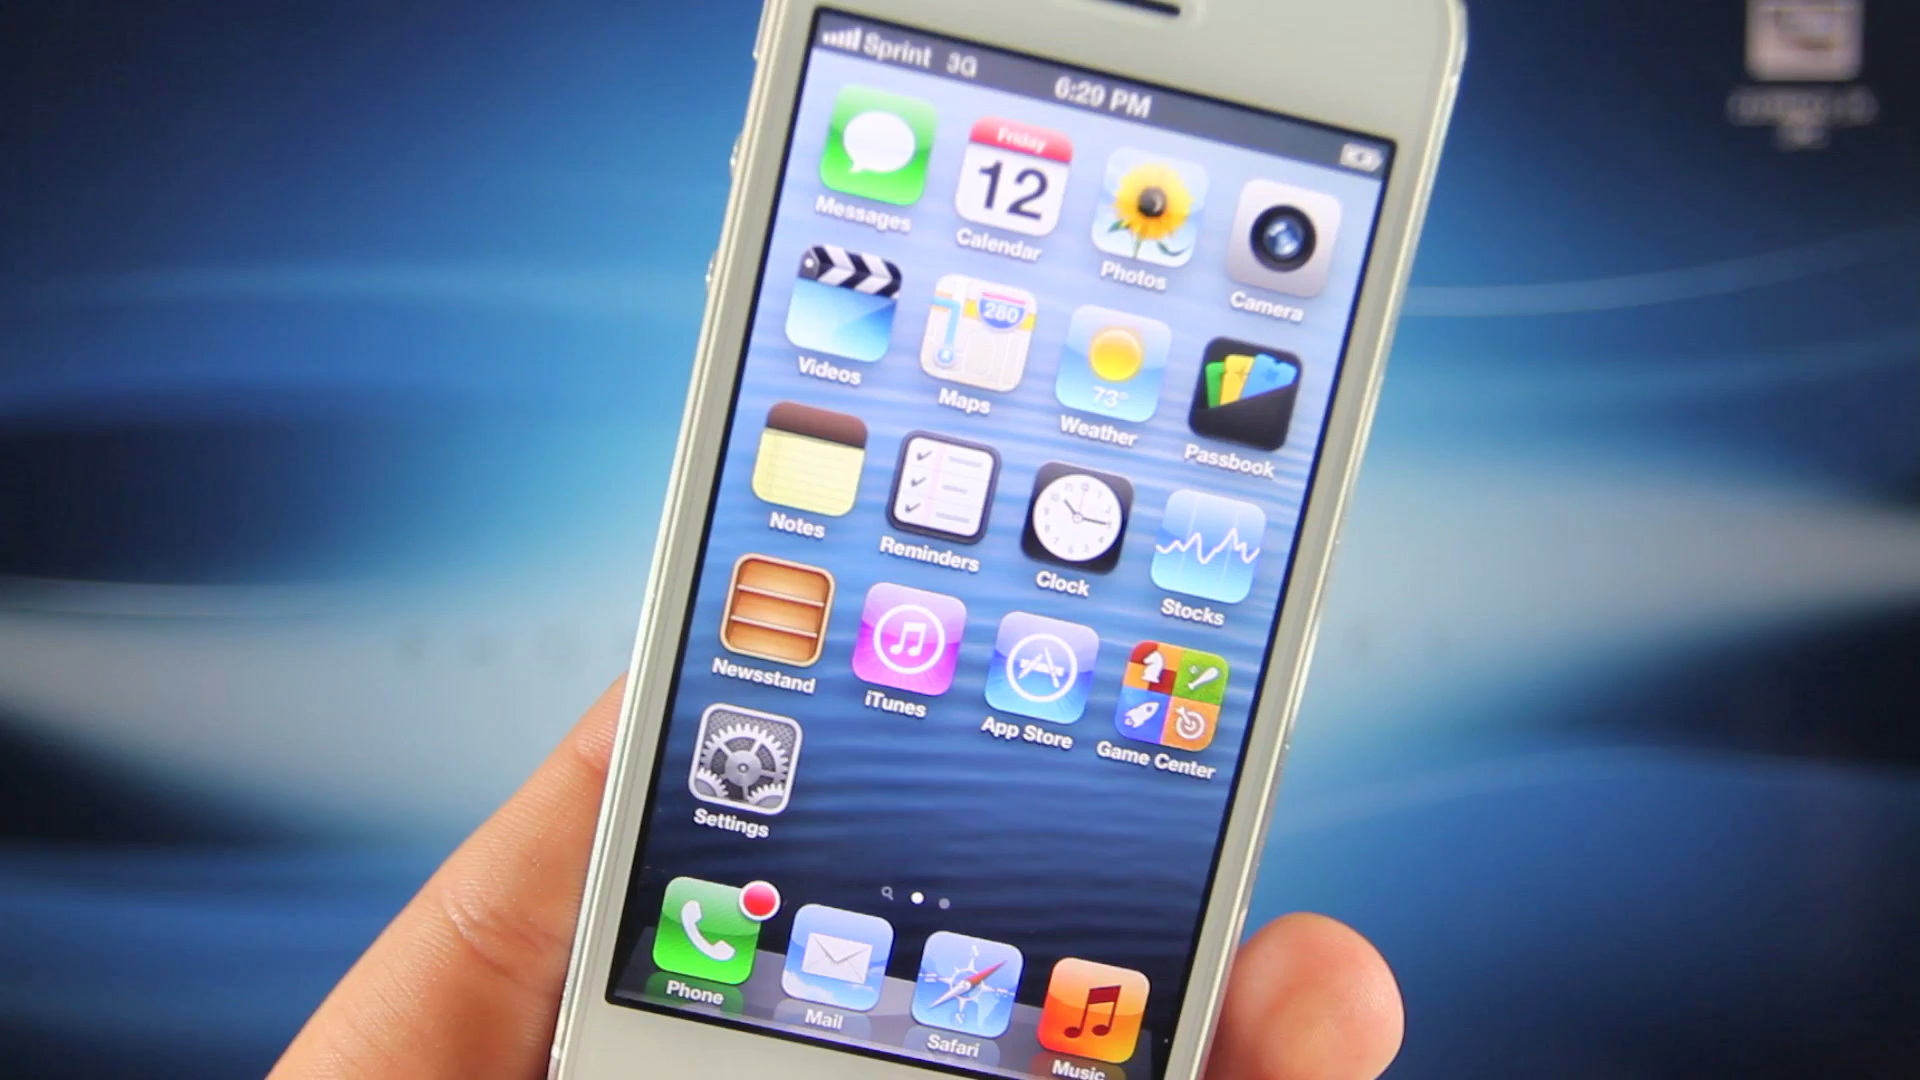 Sprint 3G 6:29 PM
Friday
12
Messages Calendar Photos Camera
280
73°
Videos Maps Weather Passbook
Notes Reminders Clock Stocks
Newsstand iTunes App Store Game Center
Settings
Phone Mail Safari Music